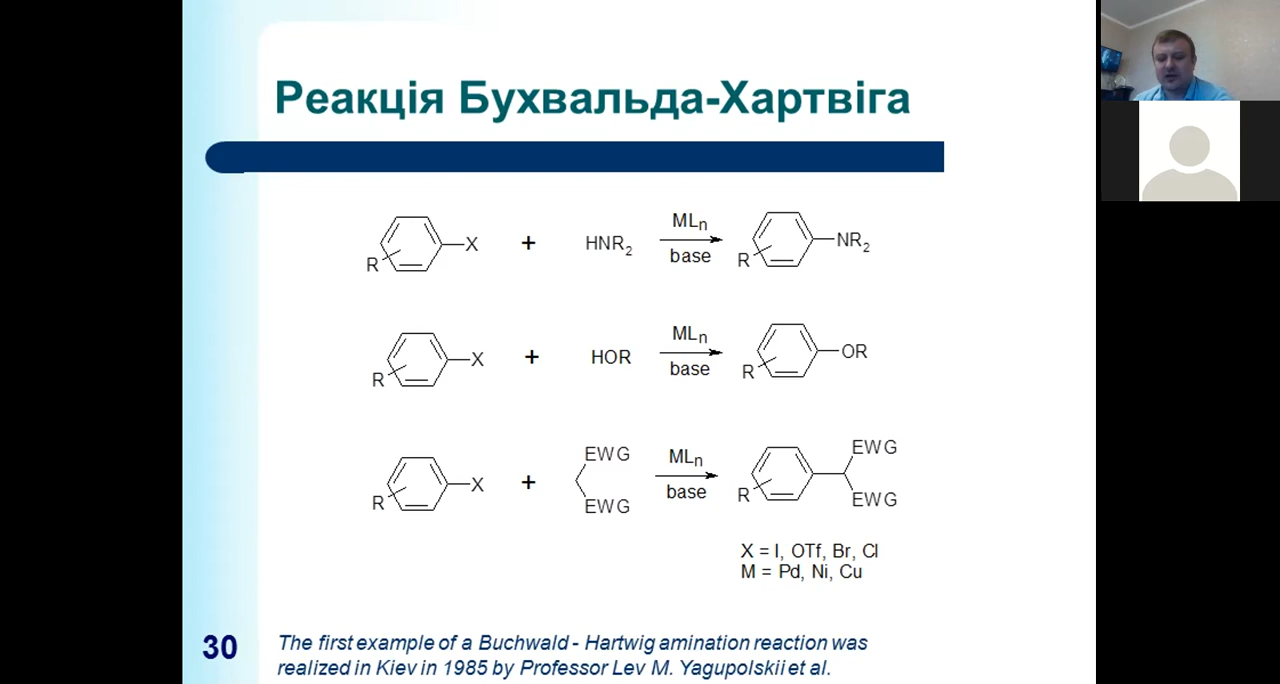 Реакція Бухвальда-Хартвіга
R X + HNR2 MLn base R NR2
R X + HOR MLn base R OR
R X + EWG EWG MLn base R EWG EWG
X = I, OTf, Br, Cl
M = Pd, Ni, Cu
30
The first example of a Buchwald - Hartwig amination reaction was
realized in Kiev in 1985 by Professor Lev M. Yagupolskii et al.